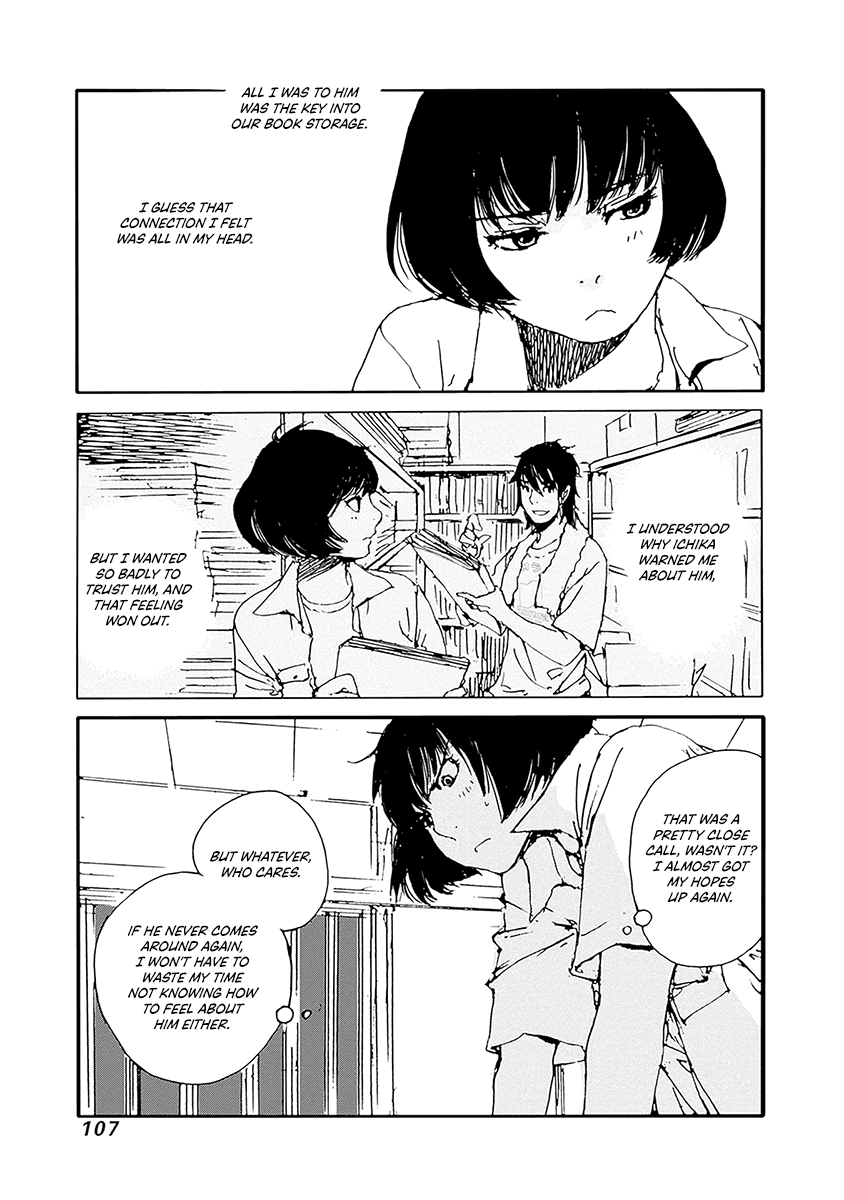 ALL I WAS TO HIM
WAS THE KEY INTO
OUR BOOK STORAGE.
I GUESS THAT
CONNECTION I FELT
WAS ALL IN MY HEAD.
I UNDERSTOOD
WHY ICHIKA
WARNED ME
ABOUT HIM,
BUT I WANTED
SO BADLY TO
TRUST HIM, AND
THAT FEELING
WON OUT.
THAT WAS A
PRETTY CLOSE
CALL, WASN'T IT?
I ALMOST GOT
MY HOPES
UP AGAIN.
BUT WHATEVER,
WHO CARES.
IF HE NEVER COMES
AROUND AGAIN,
I WON'T HAVE TO
WASTE MY TIME
NOT KNOWING HOW
TO FEEL ABOUT
HIM EITHER.
107